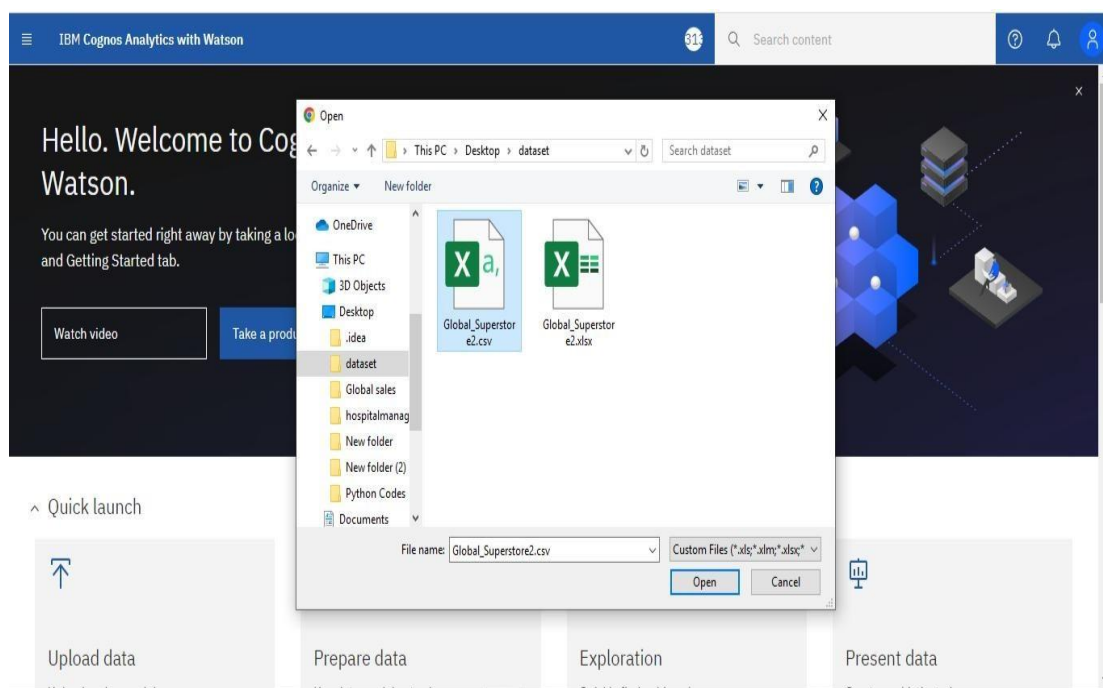 IBM Cognos Analytics with Watson
313
Search content
Hello. Welcome to Cog
Watson.
You can get started right away by taking a lo
and Getting Started tab.
Watch video
Take a produ
x
Open
X
This PC > Desktop > dataset
Search dataset
Organize
New folder
OneDrive
This PC
3D Objects
Desktop
.idea
dataset
Global sales
hospitalmanag
New folder
New folder (2)
Python Codes
Documents
X a,
Global_Superstor
e2.csv
X
Global_Superstor
e2.xlsx
File name: Global_Superstore2.csv
Custom Files (*.xls;*.xlm;*.xlsx;*
Open
Cancel
Quick launch
Upload data
Prepare data
Exploration
Present data